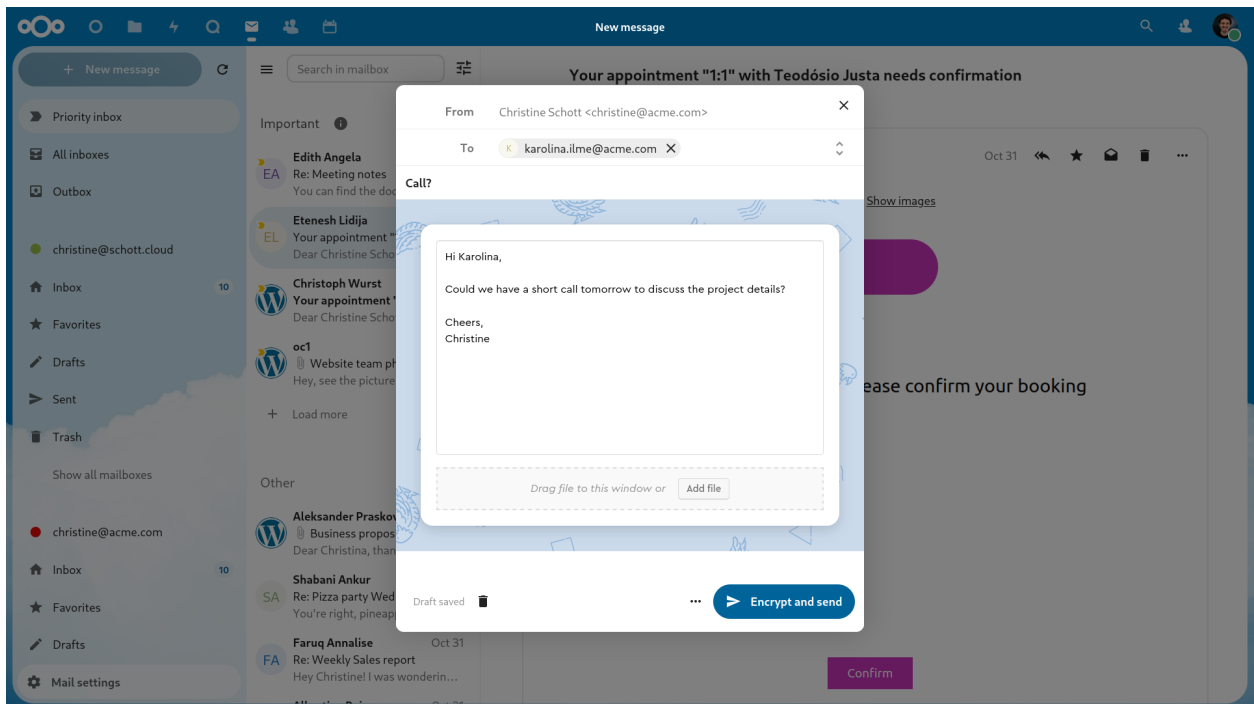 New message
+ New message
Search in mailbox
Priority inbox
All inboxes
Outbox
christine@schott.cloud
Inbox 10
Favorites
Drafts
Sent
Trash
Show all mailboxes
christine@acme.com
Inbox 10
Favorites
Drafts
Mail settings
Important
EA
Edith Angela
Re: Meeting notes
You can find the doc
EL
Etenesh Lidija
Your appointment "
Dear Christine Scho
Christoph Wurst
Your appointment "
Dear Christine Scho
oc1
Website team ph
Hey, see the picture
+ Load more
Other
Aleksander Praskov
Business propos
Dear Christina, than
SA
Shabani Ankur
Re: Pizza party Wed
You're right, pineap
FA
Faruq Annalise Oct 31
Re: Weekly Sales report
Hey Christine! I was wonderin...
Your appointment "1:1" with Teodósio Justa needs confirmation
Oct 31
Show images
ease confirm your booking
Confirm
From Christine Schott <christine@acme.com>
To K karolina.ilme@acme.com
Call?
Hi Karolina,
Could we have a short call tomorrow to discuss the project details?
Cheers,
Christine
Drag file to this window or Add file
Draft saved
Encrypt and send